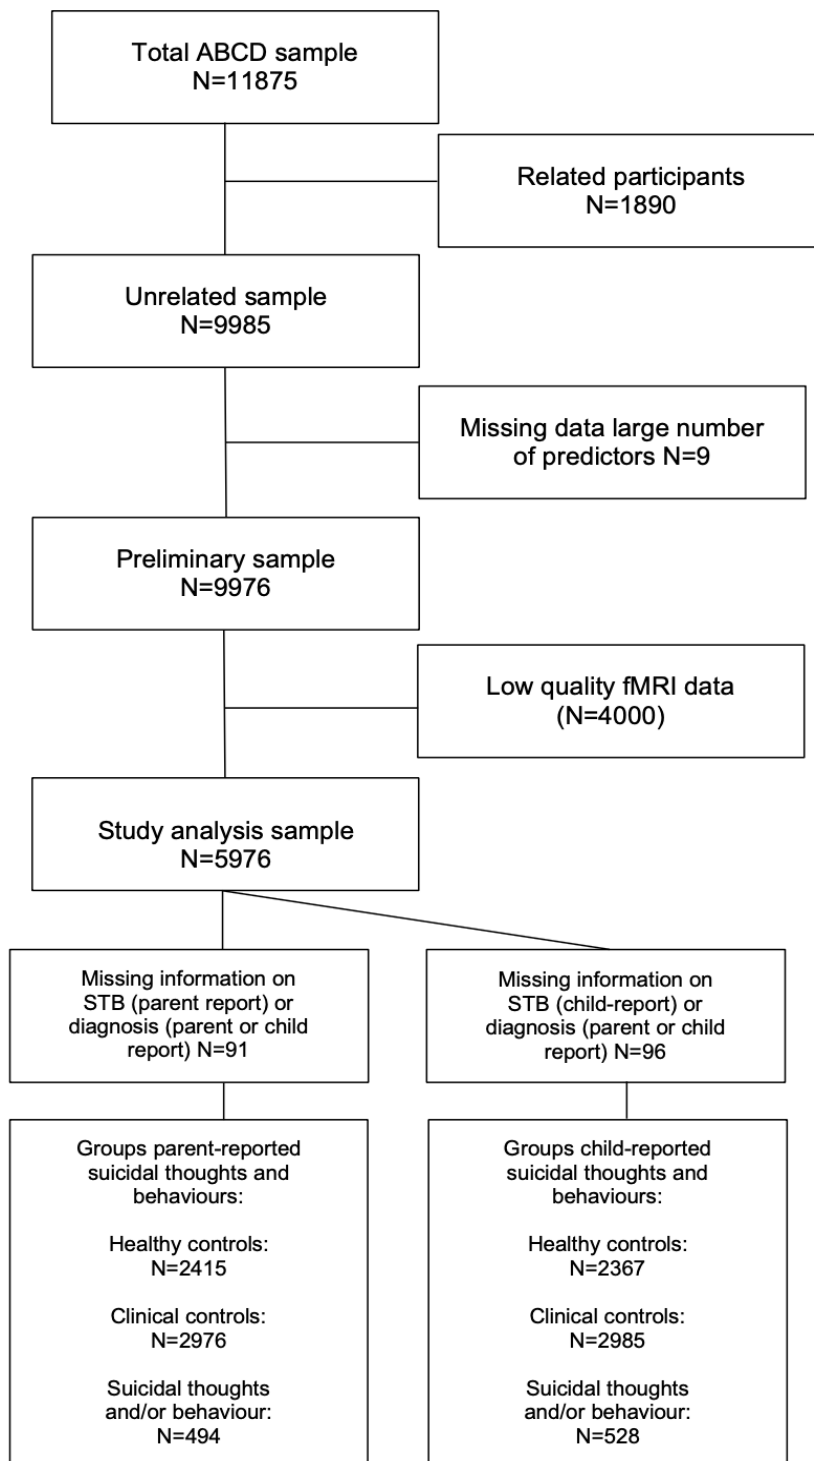 Total ABCD sample
N=11875
Related participants
N=1890
Unrelated sample
N=9985
Missing data large number
of predictors N=9
Preliminary sample
N=9976
Low quality fMRI data
(N=4000)
Study analysis sample
N=5976
Missing information on
STB (parent report) or
diagnosis (parent or child
report) N=91
Missing information on
STB (child-report) or
diagnosis (parent or child
report) N=96
Groups parent-reported
suicidal thoughts and
behaviours:
Healthy controls:
N=2415
Clinical controls:
N=2976
Suicidal thoughts
and/or behaviour:
N=494
Groups child-reported
suicidal thoughts and
behaviours:
Healthy controls:
N=2367
Clinical controls:
N=2985
Suicidal thoughts
and/or behaviour:
N=528